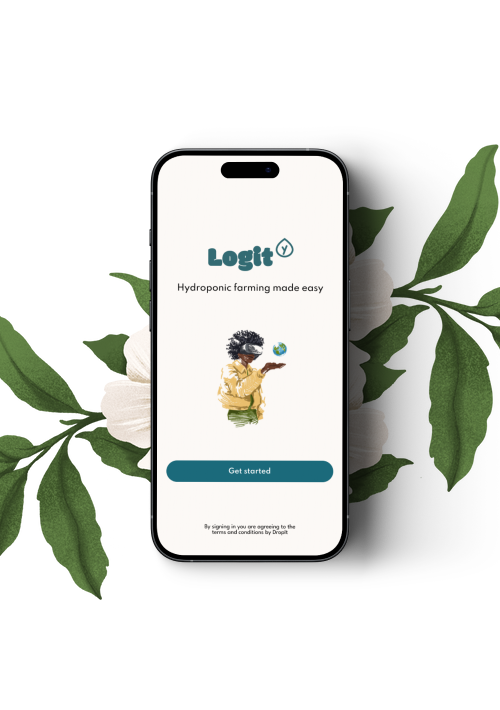 Logit
Hydroponic farming made easy
Get started
By signing in you are agreeing to the
terms and conditions by DropIt